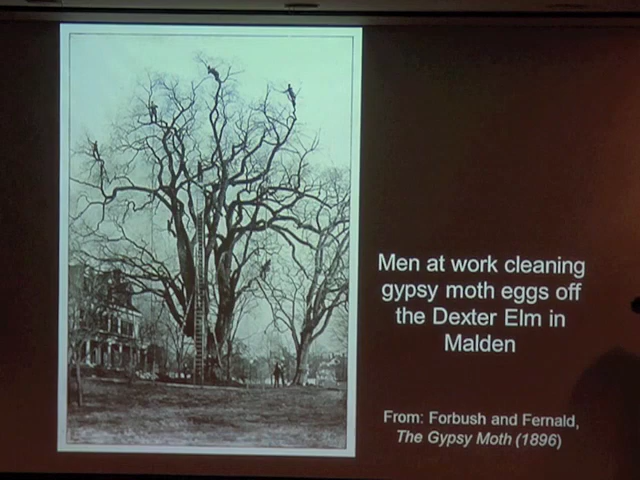 Men at work cleaning
gypsy moth eggs off
the Dexter Elm in
Malden
From: Forbush and Fernald,
The Gypsy Moth (1896)